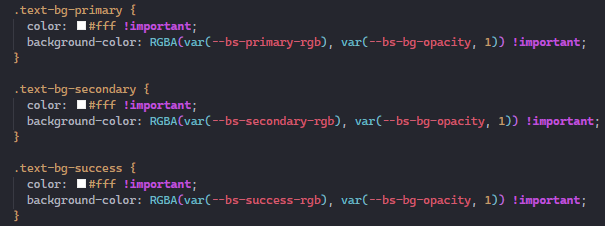 .text-bg-primary {
  color: #fff !important;
  background-color: RGBA(var(--bs-primary-rgb), var(--bs-bg-opacity, 1)) !important;
}

.text-bg-secondary {
  color: #fff !important;
  background-color: RGBA(var(--bs-secondary-rgb), var(--bs-bg-opacity, 1)) !important;
}

.text-bg-success {
  color: #fff !important;
  background-color: RGBA(var(--bs-success-rgb), var(--bs-bg-opacity, 1)) !important;
}